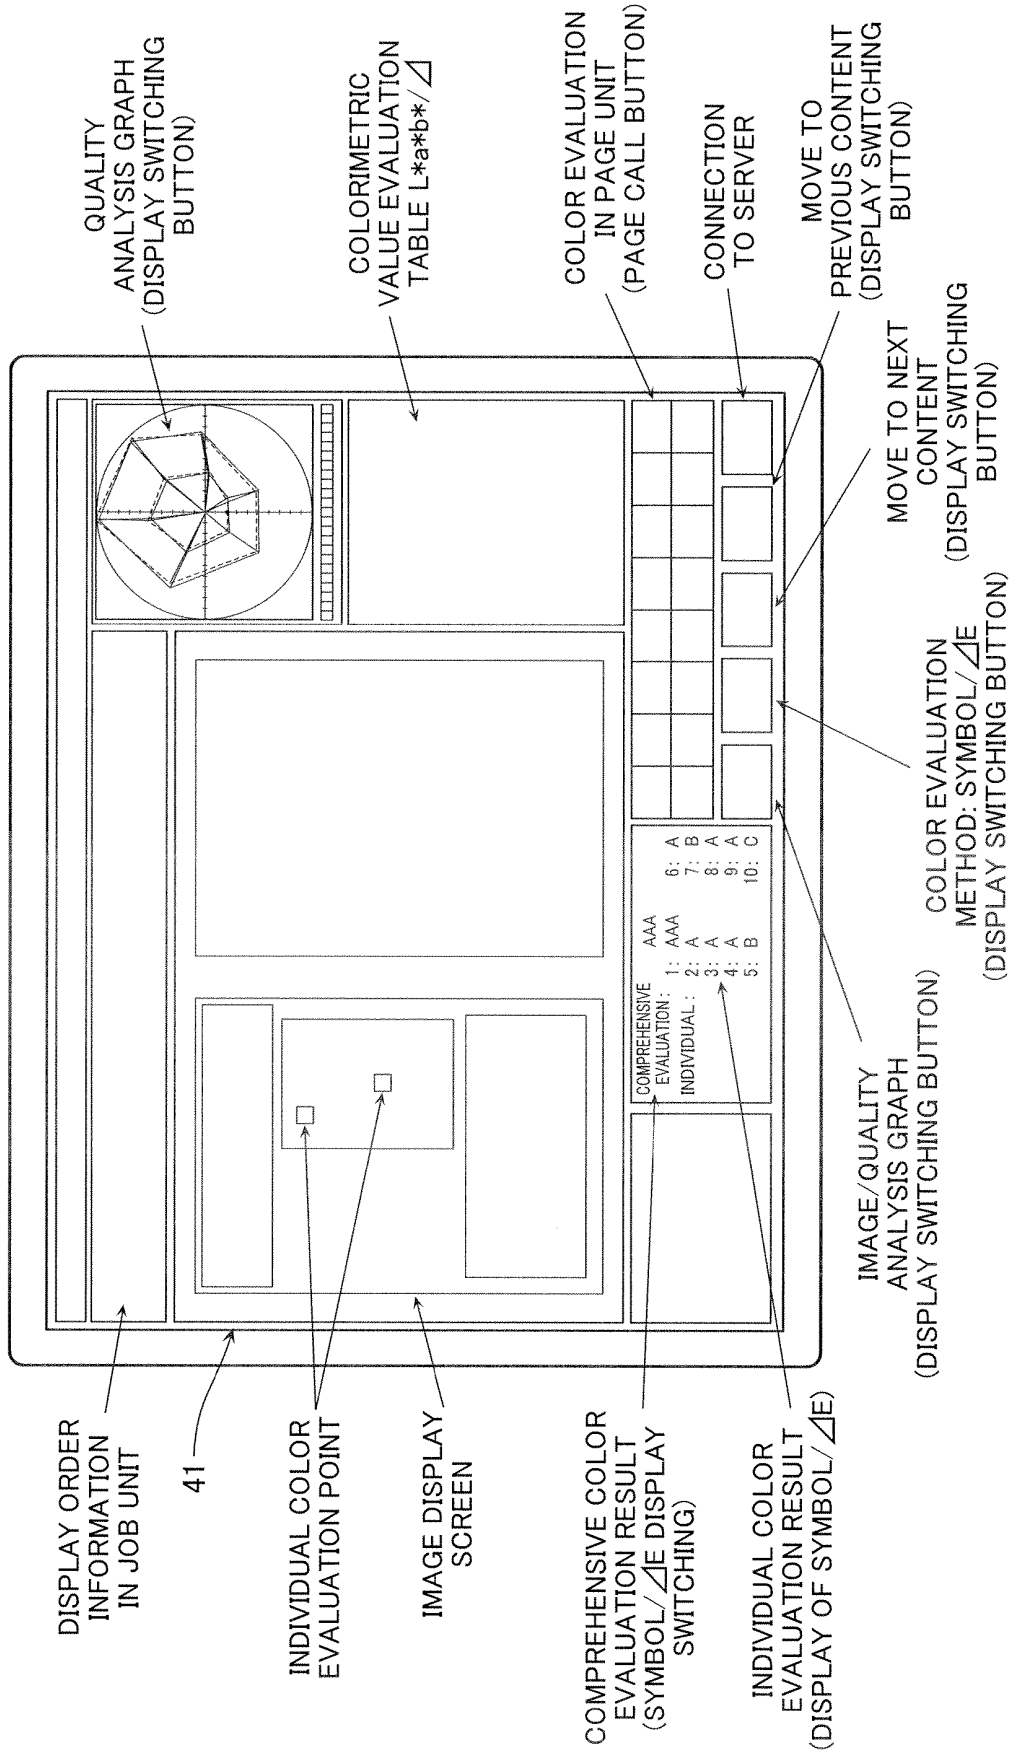 DISPLAY ORDER
INFORMATION
IN JOB UNIT
41
INDIVIDUAL COLOR
EVALUATION POINT
IMAGE DISPLAY
SCREEN
COMPREHENSIVE COLOR
EVALUATION RESULT
(SYMBOL/⊿E DISPLAY
SWITCHING)
INDIVIDUAL COLOR
EVALUATION RESULT
(DISPLAY OF SYMBOL/⊿E)
COMPREHENSIVE
EVALUATION : AAA
INDIVIDUAL : 1: AAA 6: A
2: A 7: B
3: A 8: A
4: A 9: A
5: B 10: C
QUALITY
ANALYSIS GRAPH
(DISPLAY SWITCHING
BUTTON)
COLORIMETRIC
VALUE EVALUATION
TABLE L*a*b*/⊿
COLOR EVALUATION
IN PAGE UNIT
(PAGE CALL BUTTON)
CONNECTION
TO SERVER
MOVE TO
PREVIOUS CONTENT
(DISPLAY SWITCHING
BUTTON)
MOVE TO NEXT
CONTENT
(DISPLAY SWITCHING
BUTTON)
COLOR EVALUATION
METHOD: SYMBOL/⊿E
(DISPLAY SWITCHING BUTTON)
IMAGE/QUALITY
ANALYSIS GRAPH
(DISPLAY SWITCHING BUTTON)